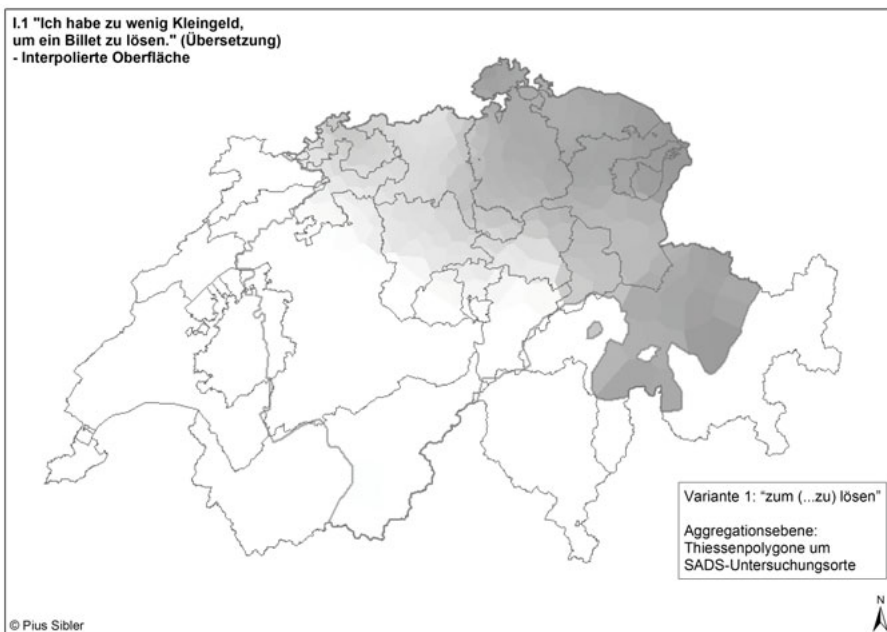 I.1 "Ich habe zu wenig Kleingeld,
um ein Billet zu lösen." (Übersetzung)
- Interpolierte Oberfläche
Variante 1: "zum (...zu) lösen"
Aggregationsebene:
Thiessenpolygone um
SADS-Untersuchungsorte
N
© Pius Sibler